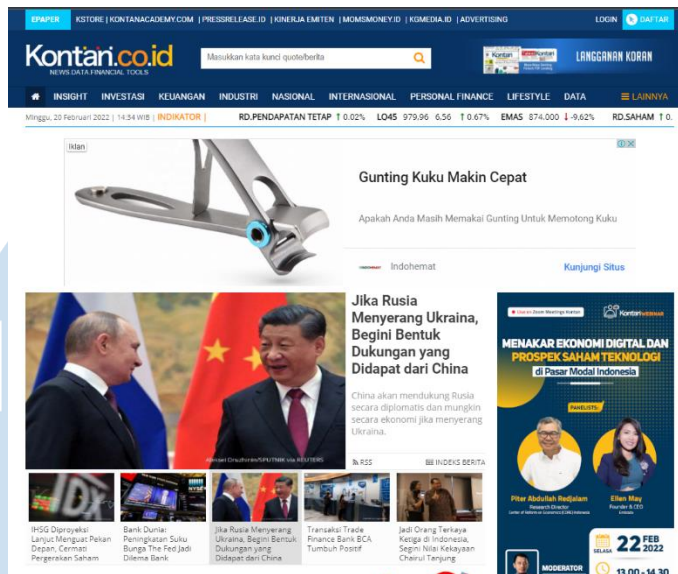 EPAPER KSTORE | KONTANACADEMY.COM | PRESSRELEASE.ID | KINERJA EMITEN | MOMSMONEY.ID | KGMEDIA.ID | ADVERTISING LOGIN DAFTAR
Kontan.co.id
NEWS.DATA.FINANCIAL TOOLS
Masukkan kata kunci quote/berita
LANGGANAN KORAN
INSIGHT INVESTASI KEUANGAN INDUSTRI NASIONAL INTERNASIONAL PERSONAL FINANCE LIFESTYLE DATA LAINNYA
Minggu, 20 Februari 2022 | 14:34 WIB | INDIKATOR | RD.PENDAPATAN TETAP 0.02% LQ45 979,96 6.56 0.67% EMAS 874.000 -9,62% RD.SAHAM 0.
Iklan
Gunting Kuku Makin Cepat
Apakah Anda Masih Memakai Gunting Untuk Memotong Kuku
Indohemat
Kunjungi Situs
Jika Rusia
Menyerang Ukraina,
Begini Bentuk
Dukungan yang
Didapat dari China
China akan mendukung Rusia
secara diplomatis dan mungkin
secara ekonomi jika menyerang
Ukraina.
RSS INDEKS BERITA
IHSG Diproyeksi
Lanjut Menguat Pekan
Depan, Cermati
Pergerakan Saham
Bank Dunia:
Peningkatan Suku
Bunga The Fed Jadi
Dilema Bank
Jika Rusia Menyerang
Ukraina, Begini Bentuk
Dukungan yang
Didapat dari China
Transaksi Trade
Finance Bank BCA
Tumbuh Positif
Jadi Orang Terkaya
Ketiga di Indonesia,
Segini Nilai Kekayaan
Chairul Tanjung
Zoom Meetings Kontan
Kontan WEBINAR
MENAKAR EKONOMI DIGITAL DAN
PROSPEK SAHAM TEKNOLOGI
di Pasar Modal Indonesia
PANELISTS:
Piter Abdullah Redjalam
Research Director
Ellen May
Founder & CEO
MODERATOR
SELASA 22 FEB 2022
13.00 - 14.30